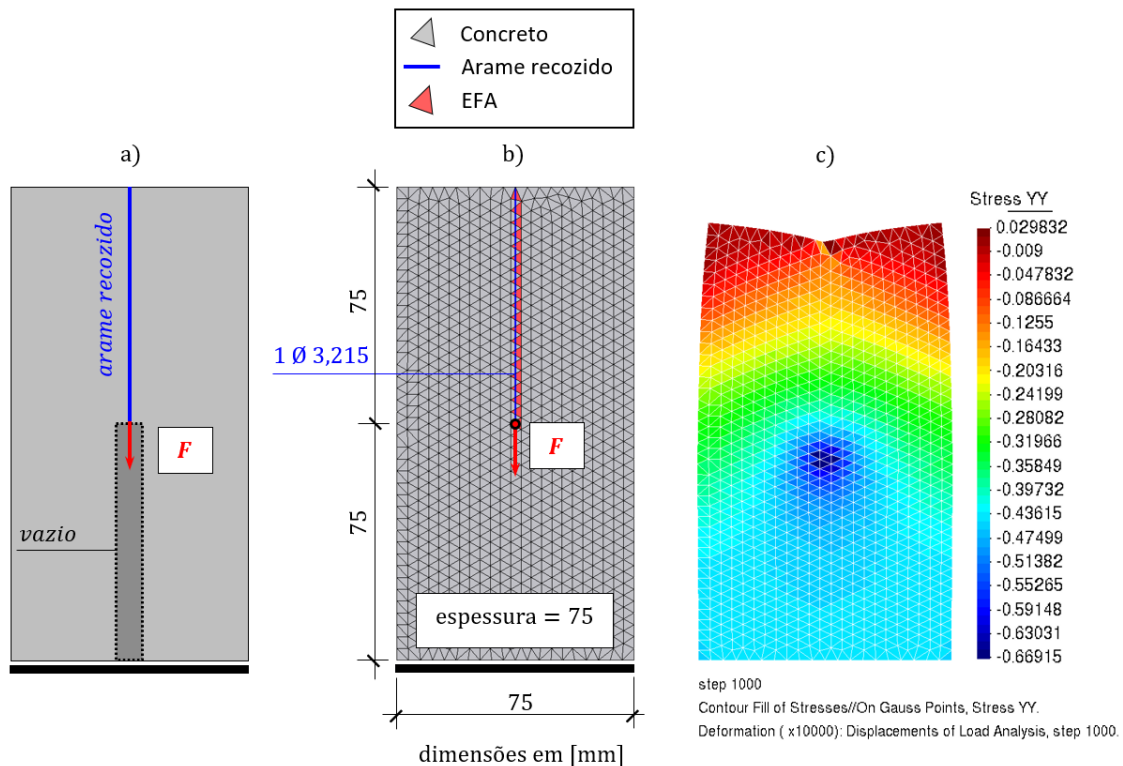 Concreto
Arame recozido
EFA
a)
b)
c)
arame recozido
F
vazio
75
75
1 Ø 3,215
F
espessura = 75
75
dimensões em [mm]
Stress YY
0.029832
-0.009
-0.047832
-0.086664
-0.1255
-0.16433
-0.20316
-0.24199
-0.28082
-0.31966
-0.35849
-0.39732
-0.43615
-0.47499
-0.51382
-0.55265
-0.59148
-0.63031
-0.66915
step 1000
Contour Fill of Stresses//On Gauss Points, Stress YY.
Deformation ( x10000): Displacements of Load Analysis, step 1000.